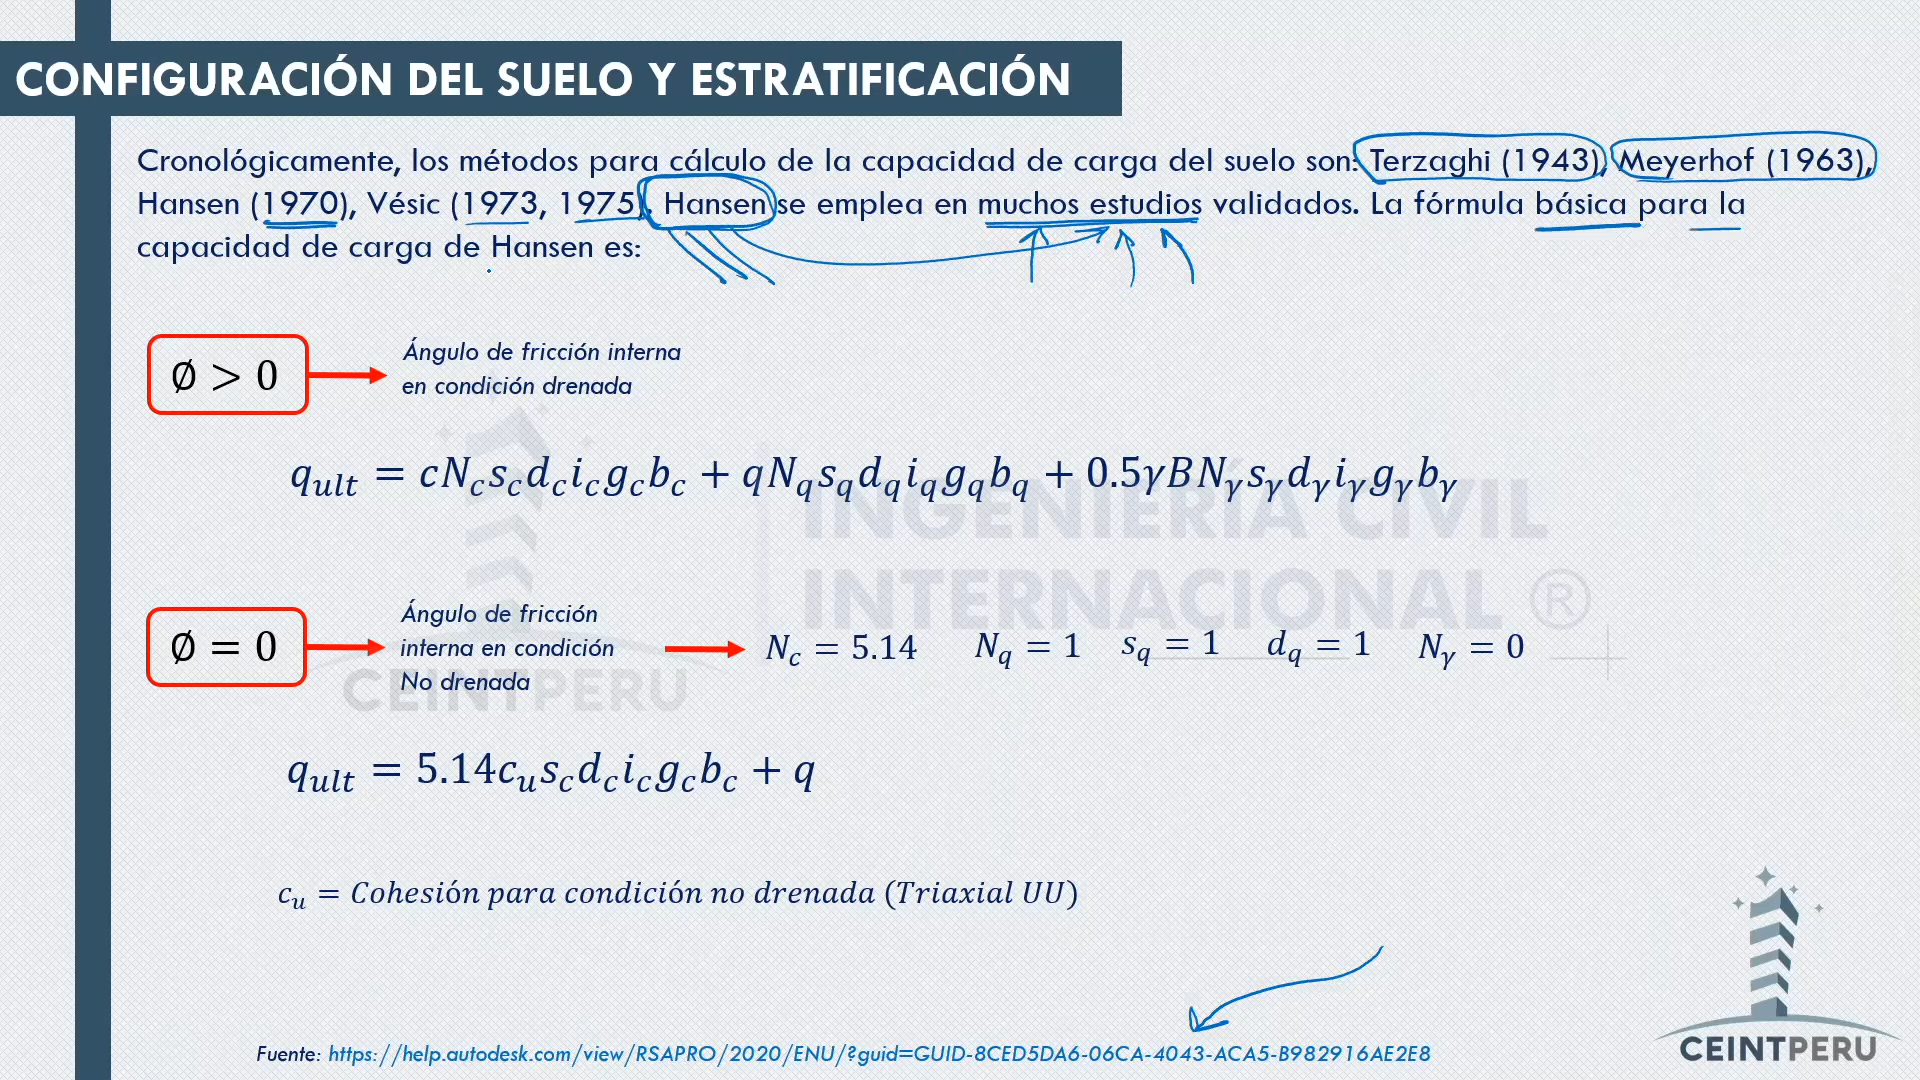 CONFIGURACIÓN DEL SUELO Y ESTRATIFICACIÓN
Cronológicamente, los métodos para cálculo de la capacidad de carga del suelo son: Terzaghi (1943), Meyerhof (1963),
Hansen (1970), Vésic (1973, 1975). Hansen se emplea en muchos estudios validados. La fórmula básica para la
capacidad de carga de Hansen es:
∅ > 0
Ángulo de fricción interna
en condición drenada
q_ult = cN_c s_c d_c i_c g_c b_c + qN_q s_q d_q i_q g_q b_q + 0.5γBN_γ s_γ d_γ i_γ g_γ b_γ
INGENIERÍA CIVIL
INTERNACIONAL ®
∅ = 0
Ángulo de fricción
interna en condición
No drenada
N_c = 5.14 N_q = 1 s_q = 1 d_q = 1 N_γ = 0
CEINTPERU
q_ult = 5.14c_u s_c d_c i_c g_c b_c + q
c_u = Cohesión para condición no drenada (Triaxial UU)
Fuente: https://help.autodesk.com/view/RSAPRO/2020/ENU/?guid=GUID-8CED5DA6-06CA-4043-ACA5-B982916AE2E8
CEINTPERU